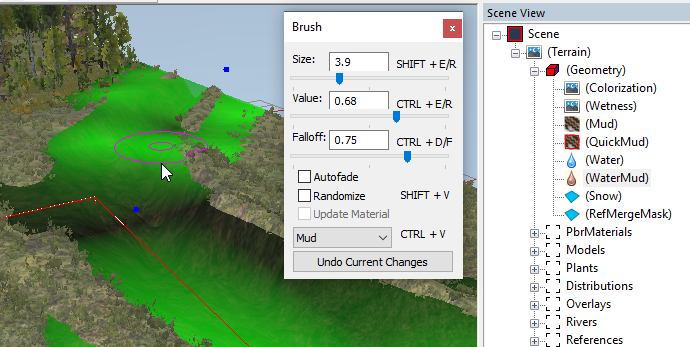 Brush
x
Size: 3.9 SHIFT + E/R
Value: 0.68 CTRL + E/R
Falloff: 0.75 CTRL + D/F
Autofade
Randomize SHIFT + V
Update Material
Mud CTRL + V
Undo Current Changes
Scene View
Scene
(Terrain)
(Geometry)
(Colorization)
(Wetness)
(Mud)
(QuickMud)
(Water)
(WaterMud)
(Snow)
(RefMergeMask)
PbrMaterials
Models
Plants
Distributions
Overlays
Rivers
References